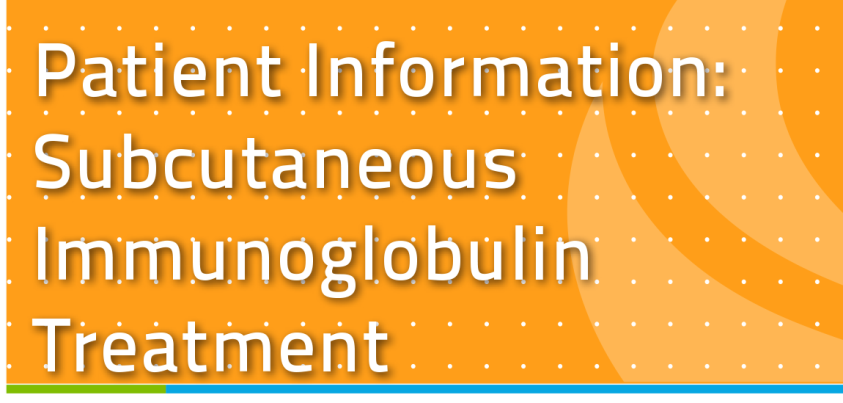 Patient Information:
Subcutaneous
Immunoglobulin
Treatment